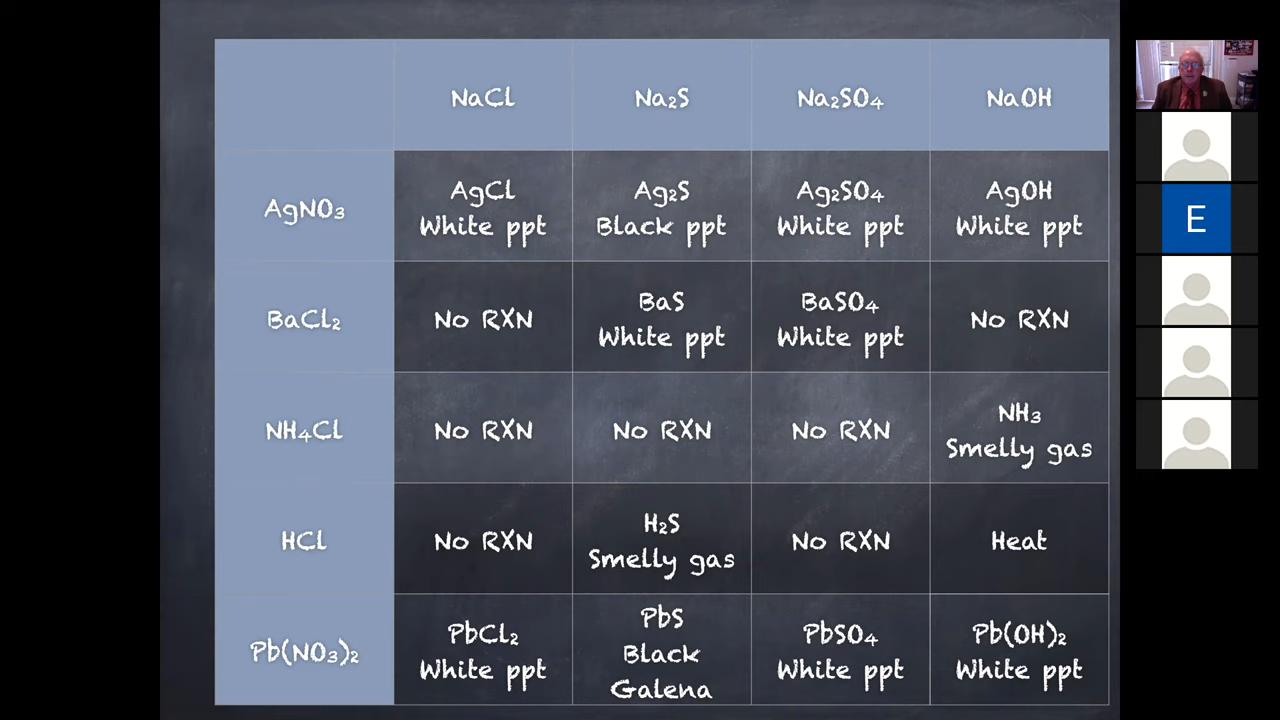 NaCl
Na₂S
Na₂SO₄
NaOH
AgNO₃
AgCl
White ppt
Ag₂S
Black ppt
Ag₂SO₄
White ppt
AgOH
White ppt
BaCl₂
No RXN
BaS
White ppt
BaSO₄
White ppt
No RXN
NH₄Cl
No RXN
No RXN
No RXN
NH₃
Smelly gas
HCl
No RXN
H₂S
Smelly gas
No RXN
Heat
Pb(NO₃)₂
PbCl₂
White ppt
PbS
Black
Galena
PbSO₄
White ppt
Pb(OH)₂
White ppt
E